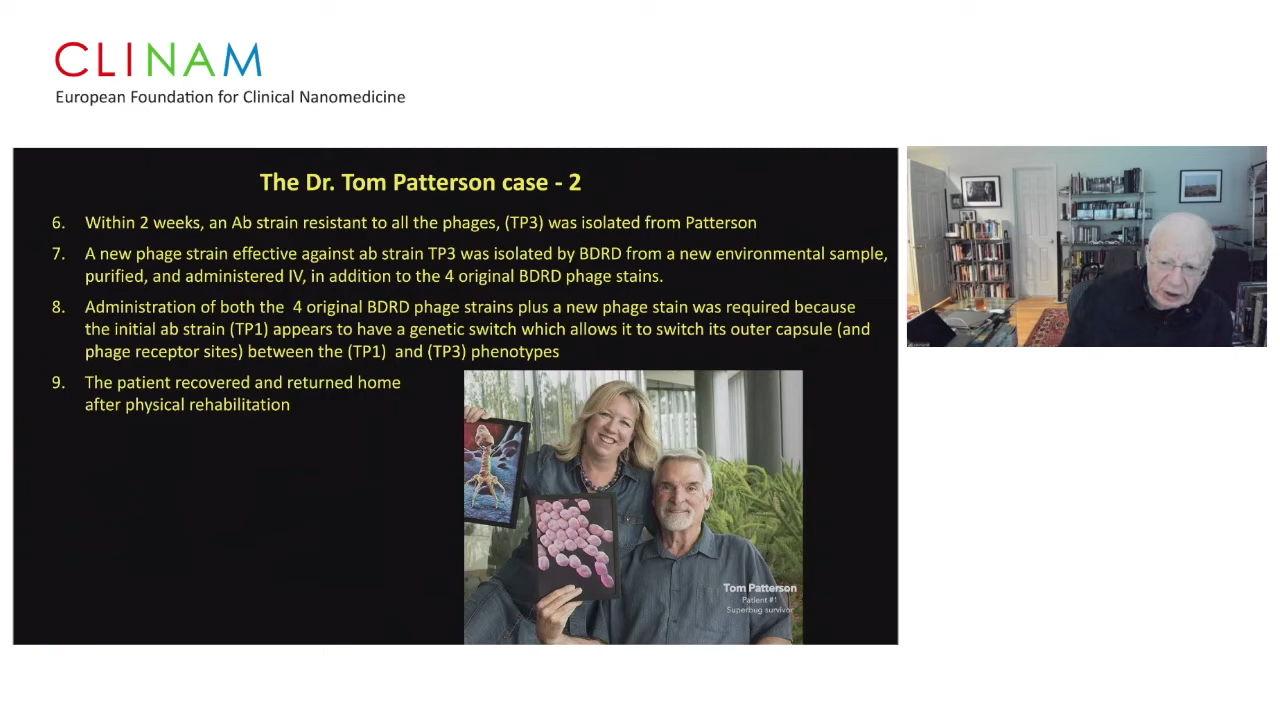 CLINAM
European Foundation for Clinical Nanomedicine
The Dr. Tom Patterson case - 2
6. Within 2 weeks, an Ab strain resistant to all the phages, (TP3) was isolated from Patterson
7. A new phage strain effective against ab strain TP3 was isolated by BDRD from a new environmental sample,
purified, and administered IV, in addition to the 4 original BDRD phage stains.
8. Administration of both the 4 original BDRD phage strains plus a new phage stain was required because
the initial ab strain (TP1) appears to have a genetic switch which allows it to switch its outer capsule (and
phage receptor sites) between the (TP1) and (TP3) phenotypes
9. The patient recovered and returned home
after physical rehabilitation
Tom Patterson
Patient #1
Superbug survivor